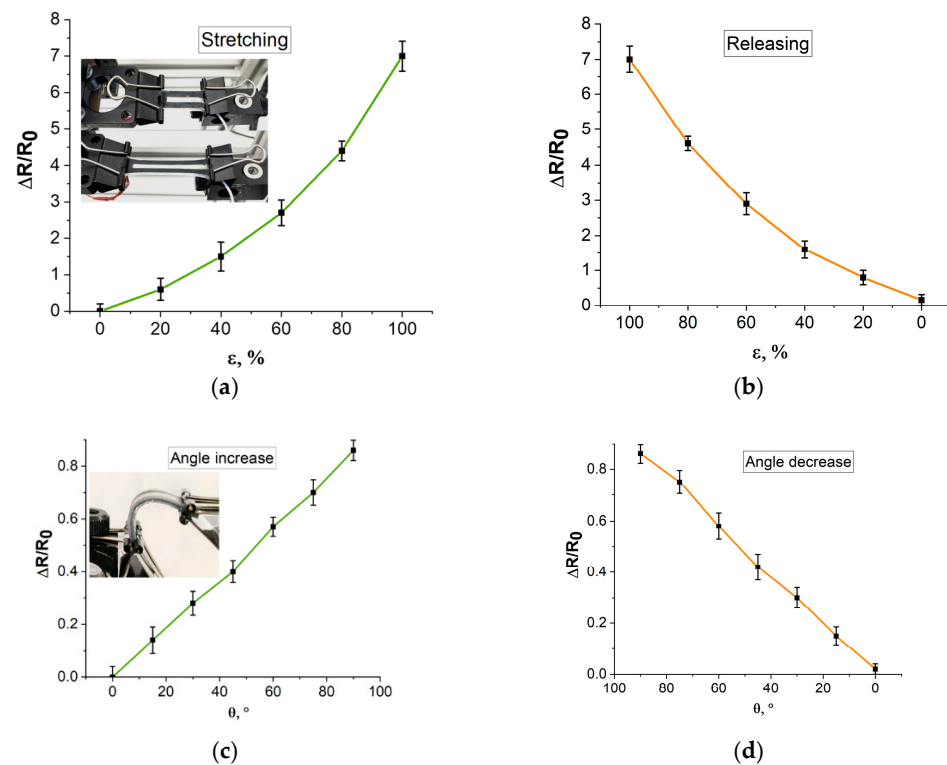 Stretching
8
7
6
5
4
3
2
1
0
ΔR/R0
0 20 40 60 80 100
ε, %
(a)
Releasing
8
7
6
5
4
3
2
1
0
ΔR/R0
100 80 60 40 20 0
ε, %
(b)
Angle increase
0.8
0.6
0.4
0.2
0.0
ΔR/R0
0 20 40 60 80 100
θ, °
(c)
Angle decrease
0.8
0.6
0.4
0.2
0.0
ΔR/R0
100 80 60 40 20 0
θ, °
(d)